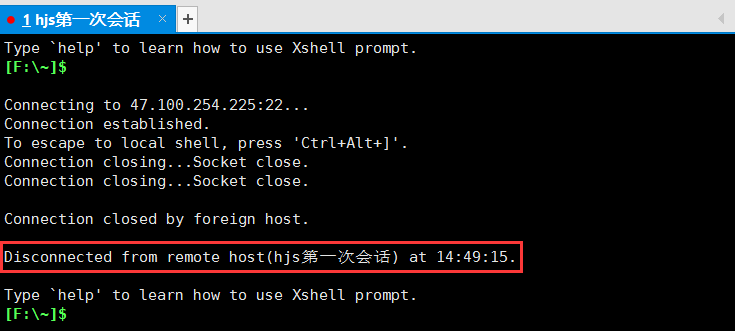 1 hjs第一次会话
Type `help' to learn how to use Xshell prompt.
[F:\~]$
Connecting to 47.100.254.225:22...
Connection established.
To escape to local shell, press 'Ctrl+Alt+]'.
Connection closing...Socket close.
Connection closing...Socket close.
Connection closed by foreign host.
Disconnected from remote host(hjs第一次会话) at 14:49:15.
Type `help' to learn how to use Xshell prompt.
[F:\~]$